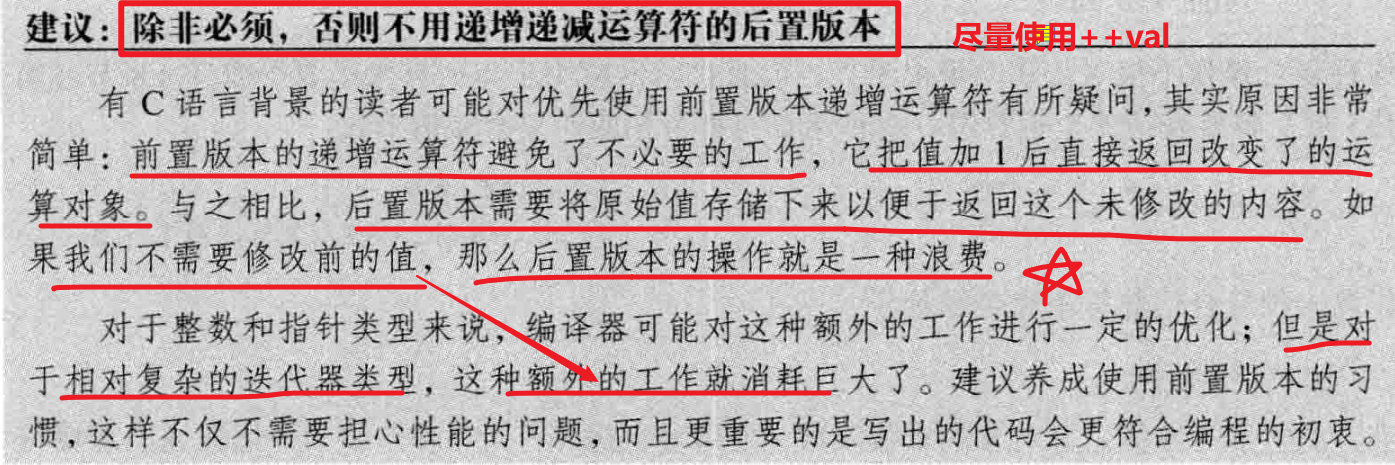 建议:除非必须,否则不用递增递减运算符的后置版本 尽量使用++val
有C语言背景的读者可能对优先使用前置版本递增运算符有所疑问,其实原因非常
简单:前置版本的递增运算符避免了不必要的工作,它把值加1后直接返回改变了的运
算对象。与之相比,后置版本需要将原始值存储下来以便于返回这个未修改的内容。如
果我们不需要修改前的值,那么后置版本的操作就是一种浪费。
对于整数和指针类型来说,编译器可能对这种额外的工作进行一定的优化;但是对
于相对复杂的迭代器类型,这种额外的工作就消耗巨大了。建议养成使用前置版本的习
惯,这样不仅不需要担心性能的问题,而且更重要的是写出的代码会更符合编程的初衷。